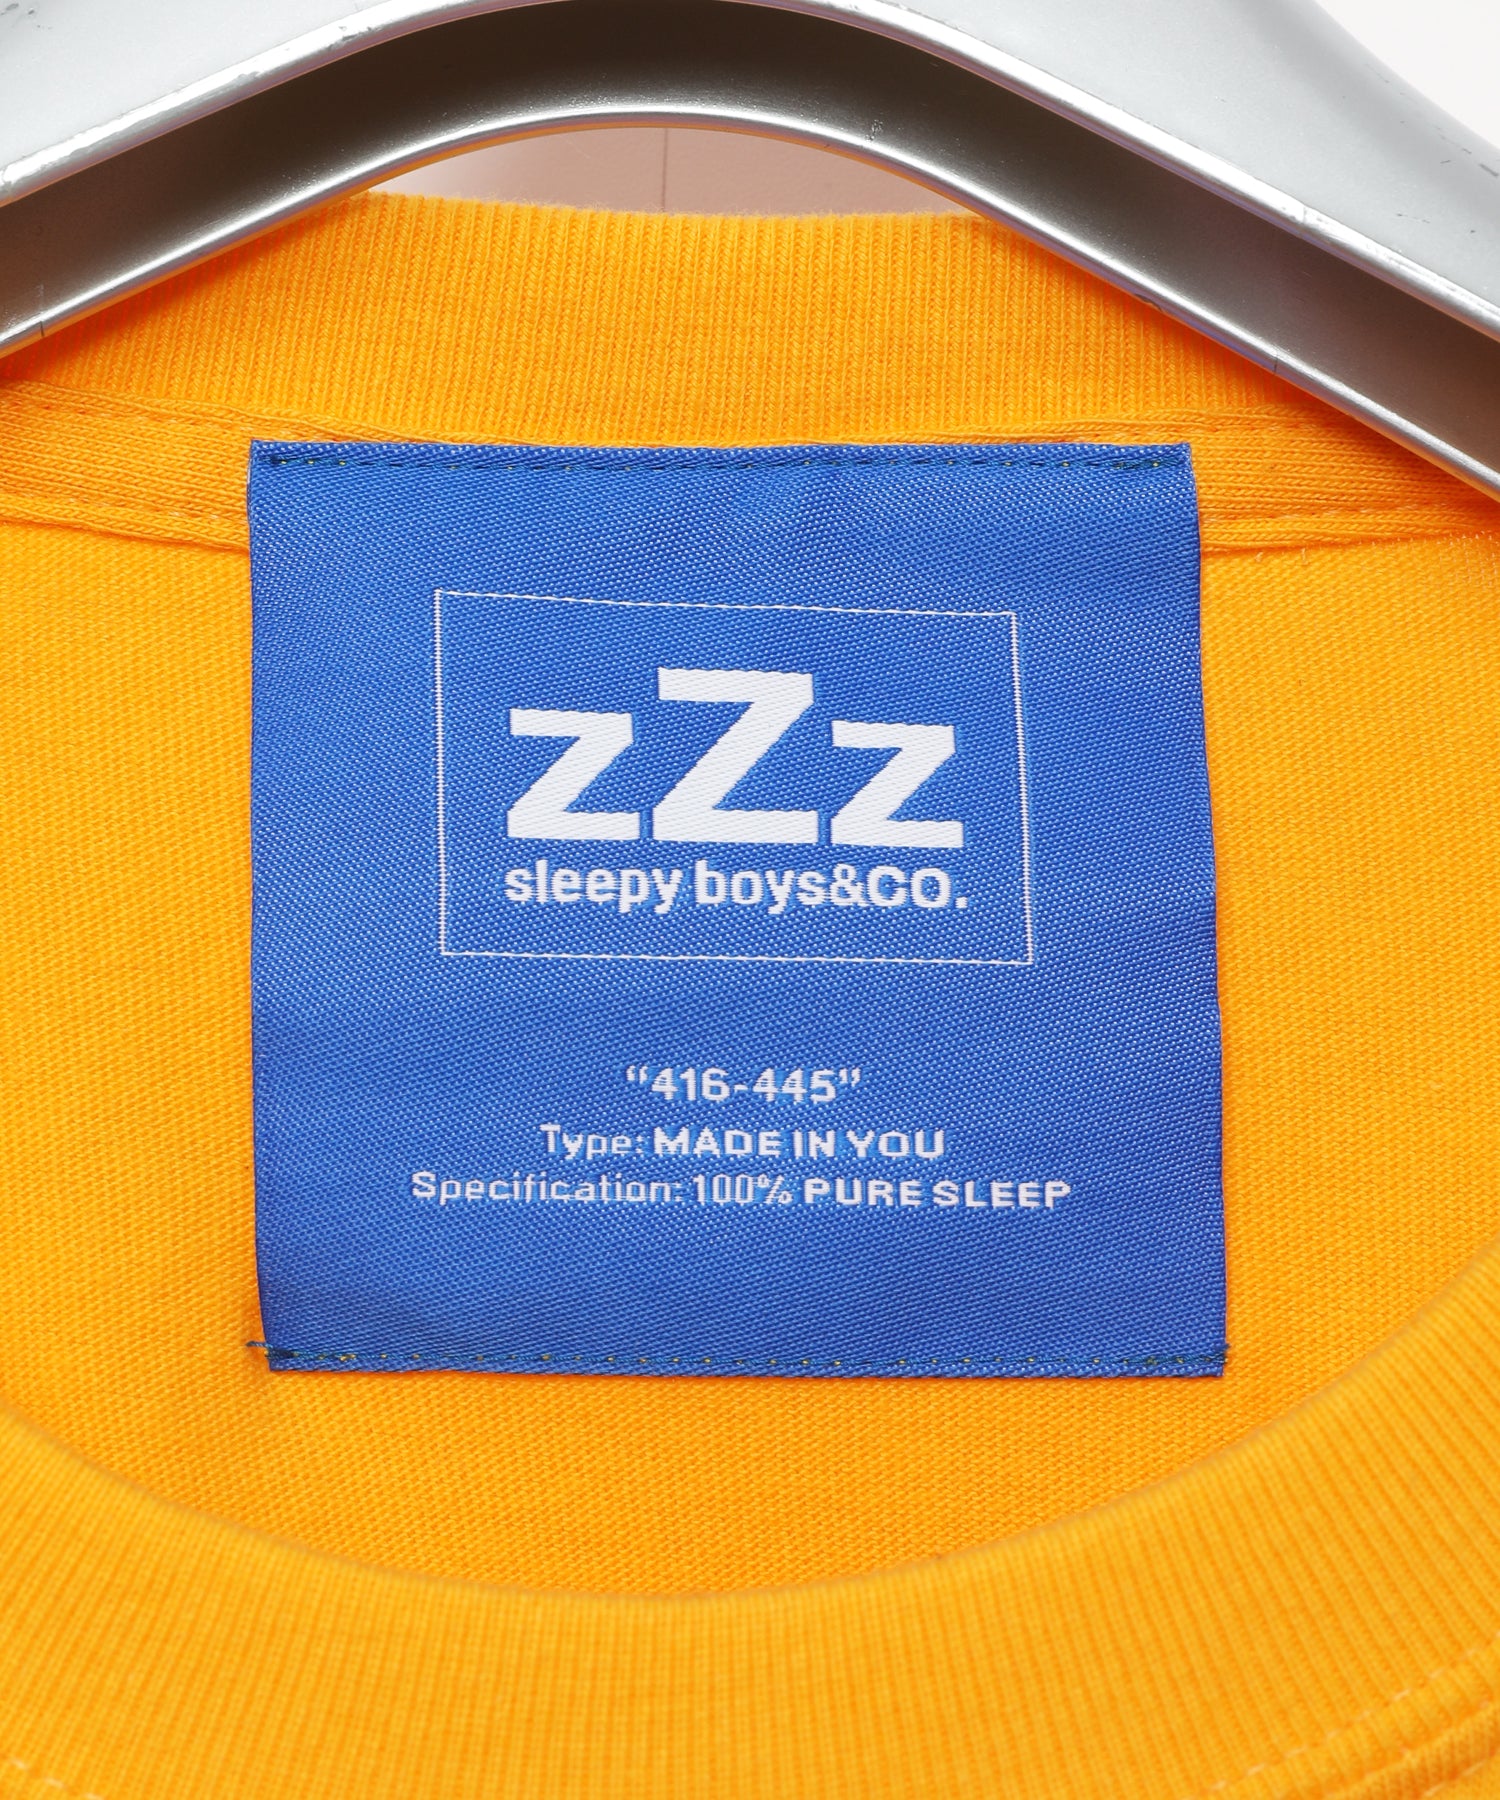 zZz
sleepy boys&CO.
“416-445”
Type: MADE IN YOU
Specification: 100% PURE SLEEP